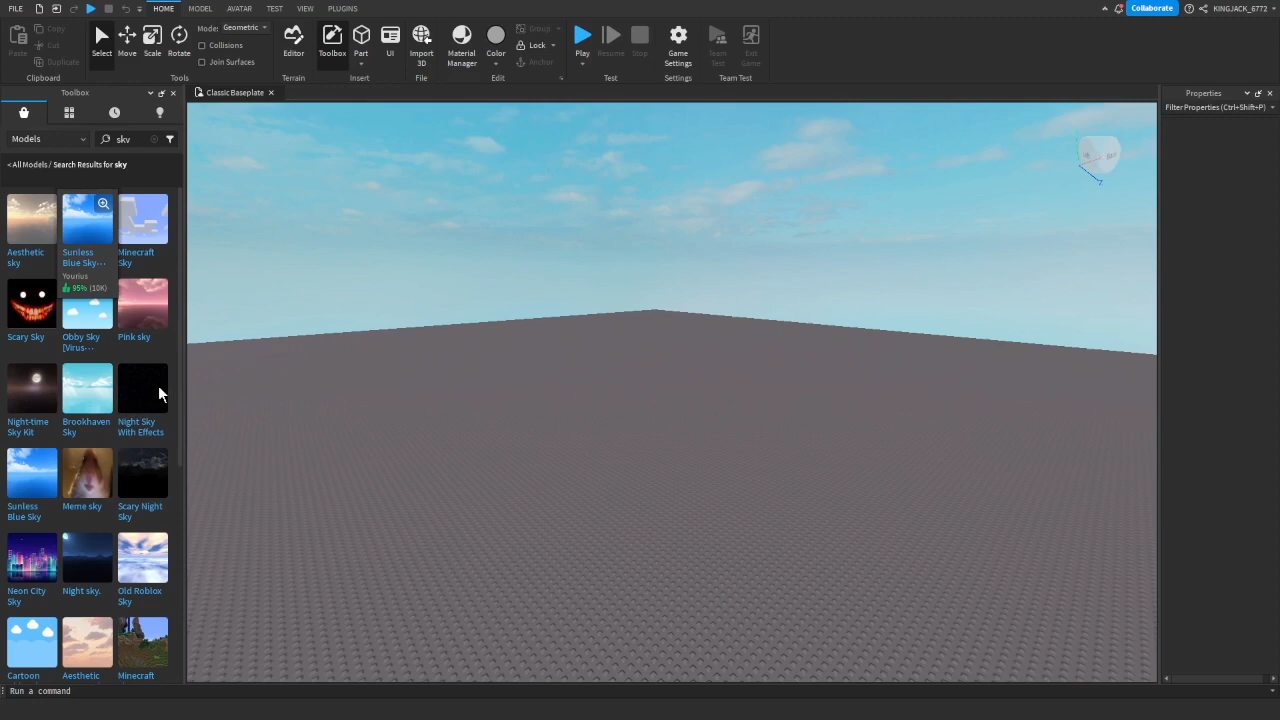 FILE HOME MODEL AVATAR TEST VIEW PLUGINS Collaborate KINGJACK_6772
Paste Copy Cut Duplicate
Clipboard
Select Move Scale Rotate
Mode: Geometric
Collisions
Join Surfaces
Tools
Editor
Terrain
Toolbox Part UI
Insert
Import 3D
File
Material Manager Color
Group
Lock
Anchor
Edit
Play Resume Stop
Test
Game Settings
Settings
Team Test Exit Game
Team Test
Toolbox
ClassicBaseplate
Properties
Filter Properties (Ctrl+Shift+P)
Models
sky
< All Models / Search Results for sky
Aesthetic sky
Sunless Blue Sky...
Yourius
95% (10K)
Minecraft Sky
Scary Sky
Obby Sky [Virus...
Pink sky
Night-time Sky Kit
Brookhaven Sky
Night Sky With Effects
Sunless Blue Sky
Meme sky
Scary Night Sky
Neon City Sky
Night sky.
Old Roblox Sky
Cartoon
Aesthetic
Minecraft
Run a command